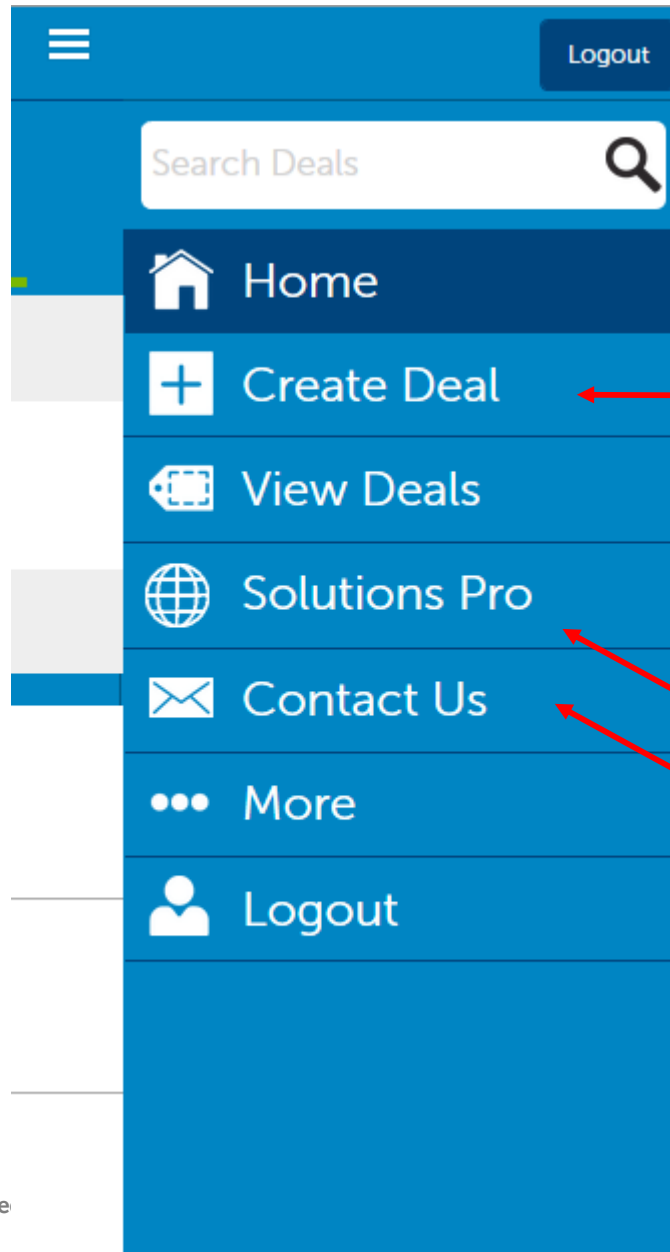 Logout
Search Deals
Home
Create Deal
View Deals
Solutions Pro
Contact Us
More
Logout